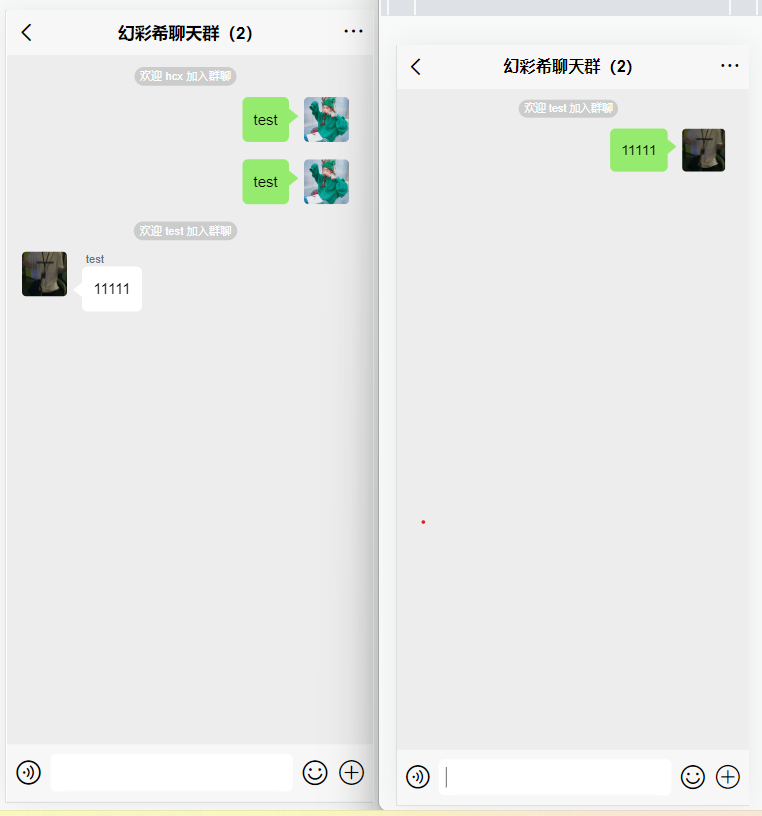 幻彩希聊天群（2）
欢迎 hcx 加入群聊
test
test
欢迎 test 加入群聊
test
11111
幻彩希聊天群（2）
欢迎 test 加入群聊
11111